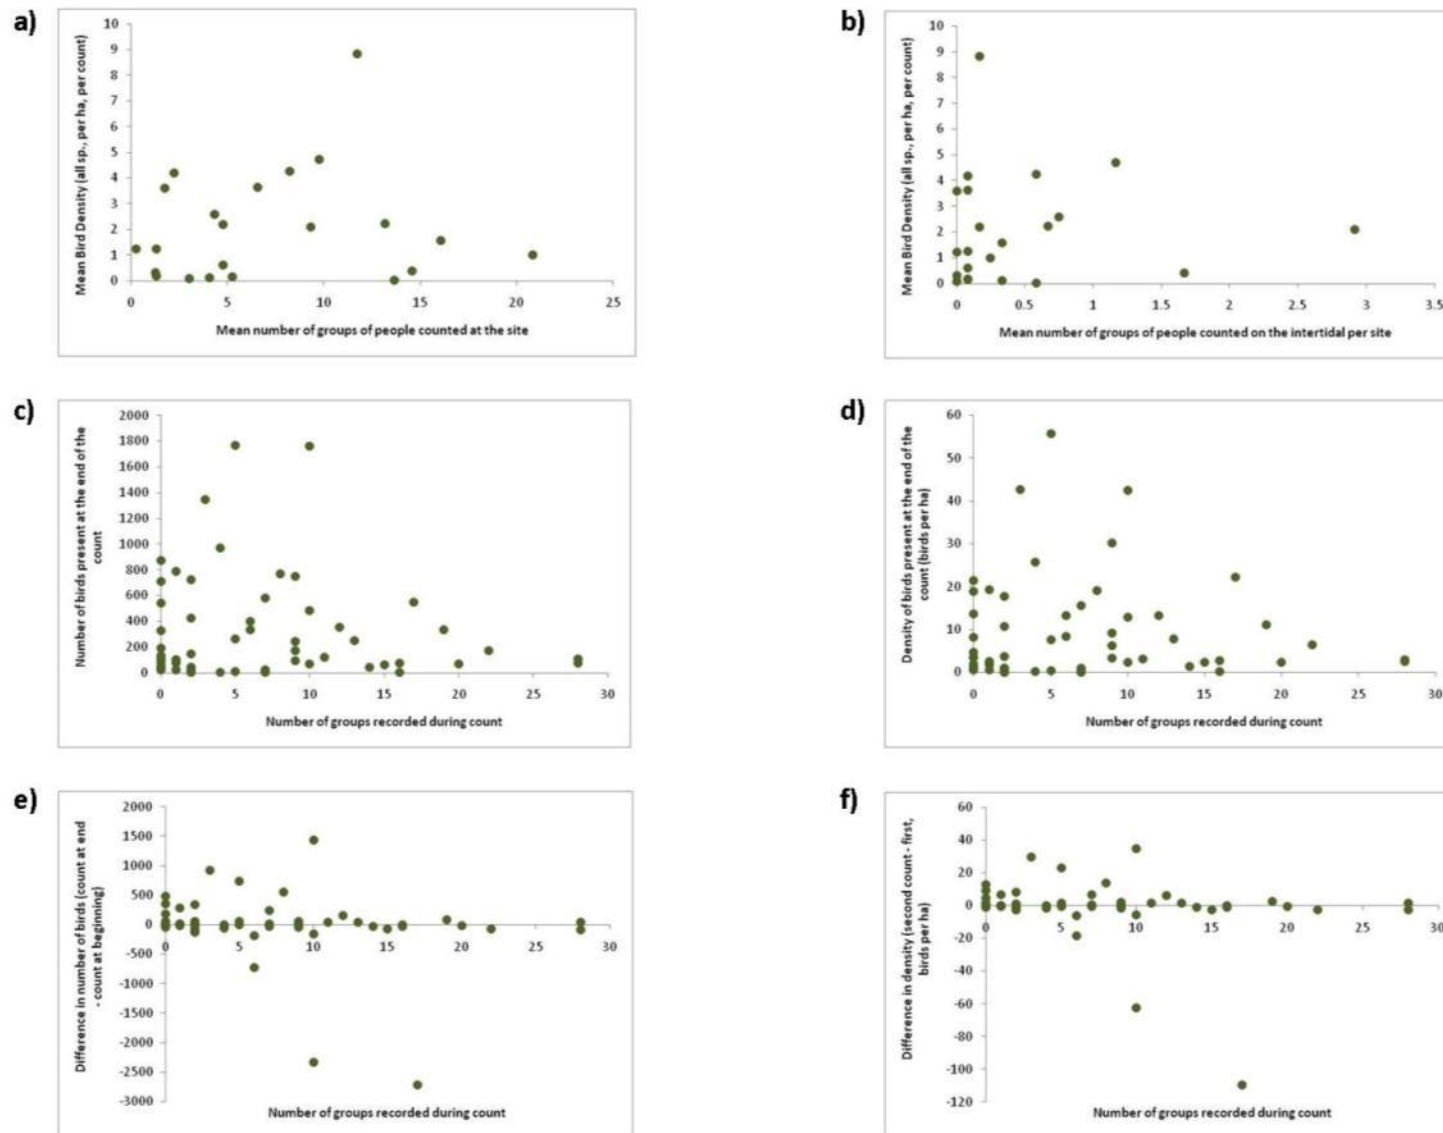 a)
Mean Bird Density (all sp., per ha, per count)
10
9
8
7
6
5
4
3
2
1
0
0 5 10 15 20 25
Mean number of groups of people counted at the site
b)
Mean Bird Density (all sp., per ha, per count)
10
9
8
7
6
5
4
3
2
1
0
0 0.5 1 1.5 2 2.5 3 3.5
Mean number of groups of people counted on the intertidal per site
c)
Number of birds present at the end of the
count
2000
1800
1600
1400
1200
1000
800
600
400
200
0
0 5 10 15 20 25 30
Number of groups recorded during count
d)
Density of birds present at the end of the
count (birds per ha)
60
50
40
30
20
10
0
0 5 10 15 20 25 30
Number of groups recorded during count
e)
Difference in number of birds (count at end
- count at beginning)
2000
1500
1000
500
0
-500
-1000
-1500
-2000
-2500
-3000
0 5 10 15 20 25 30
Number of groups recorded during count
f)
Difference in density (second count - first,
birds per ha)
60
40
20
0
-20
-40
-60
-80
-100
-120
0 5 10 15 20 25 30
Number of groups recorded during count